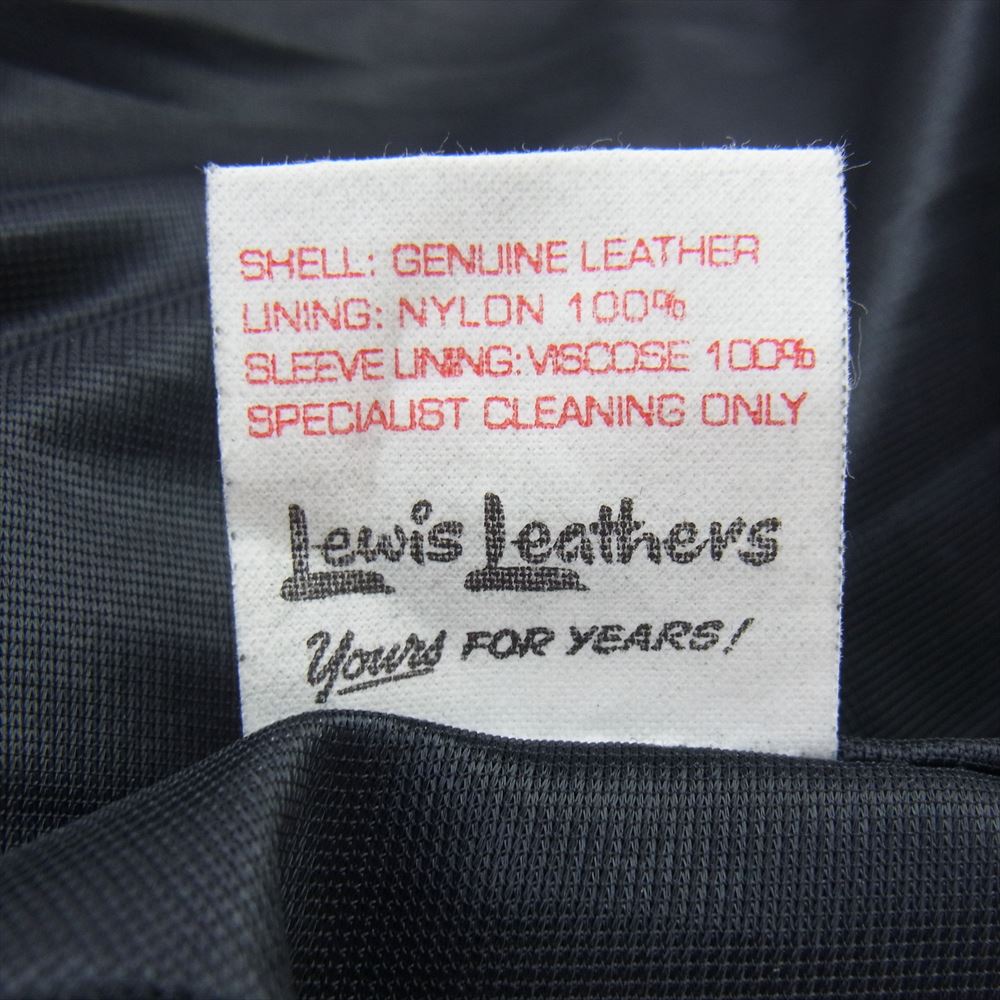 SHELL: GENUINE LEATHER
LINING: NYLON 100%
SLEEVE LINING: VISCOSE 100%
SPECIALIST CLEANING ONLY
Lewis Leathers
Yours FOR YEARS!